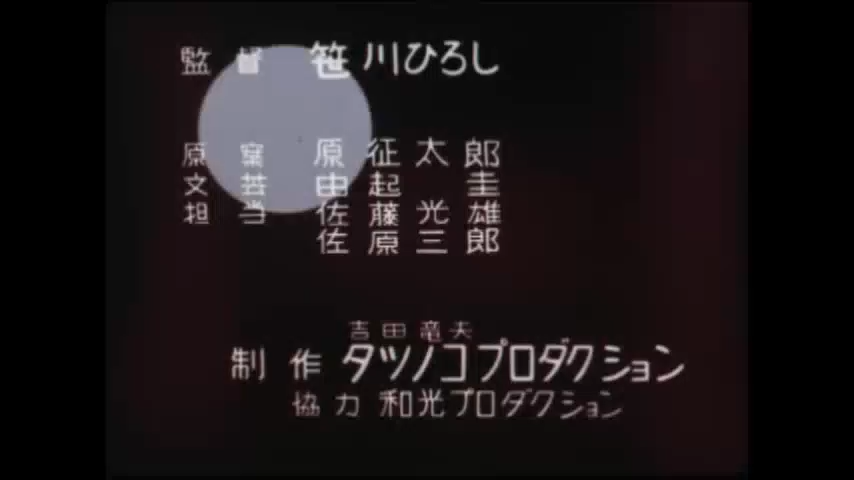 監督 笹川ひろし
原案 原征太郎
文芸 由起圭
担当 佐藤光雄
佐原三郎
吉田竜夫
制作 タツノコプロダクション
協力 和光プロダクション